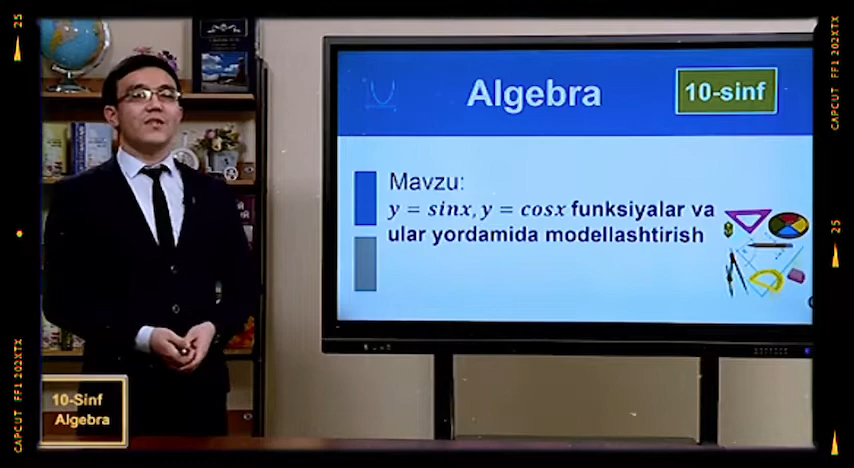 25
Algebra
10-sinf
Mavzu:
y = sinx, y = cosx funksiyalar va
ular yordamida modellashtirish
10-Sinf
Algebra
CAPCUT FF1 202XTX
CAPCUT FF1 202XTX
25